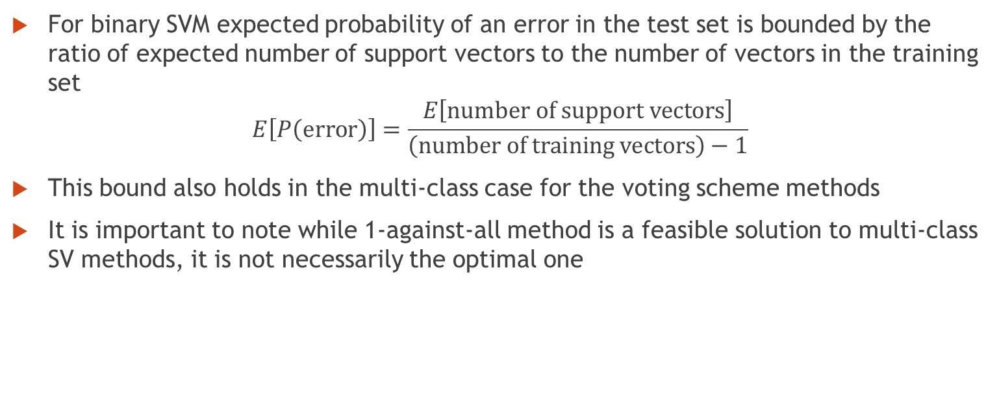 For binary SVM expected probability of an error in the test set is bounded by the
ratio of expected number of support vectors to the number of vectors in the training
set
E[P(error)] = E[number of support vectors] / (number of training vectors) − 1
This bound also holds in the multi-class case for the voting scheme methods
It is important to note while 1-against-all method is a feasible solution to multi-class
SV methods, it is not necessarily the optimal one